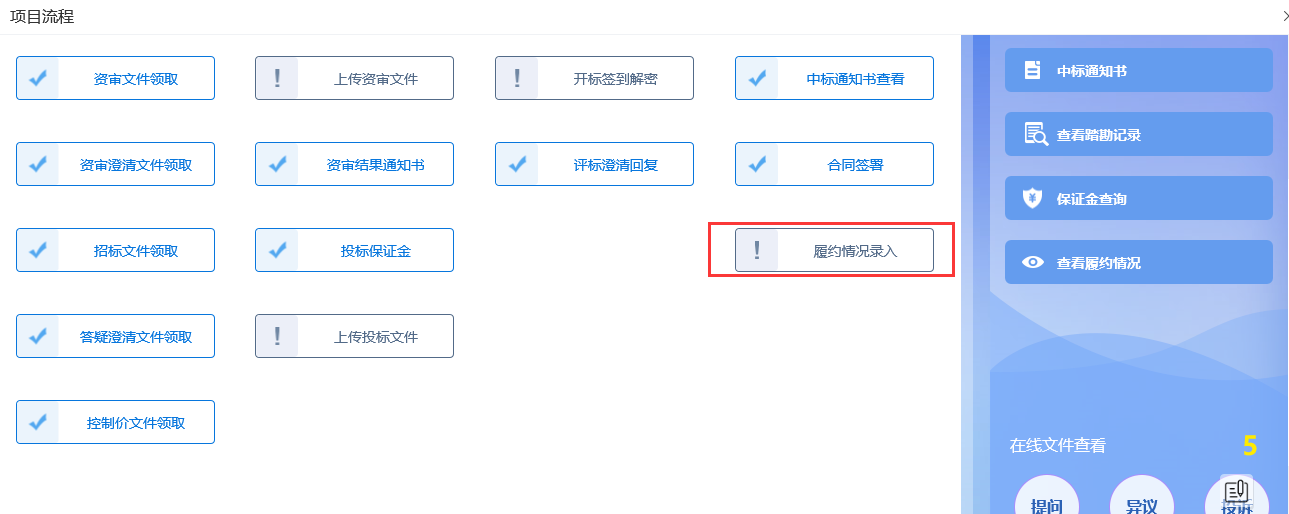 项目流程
资审文件领取
上传资审文件
开标签到解密
中标通知书查看
资审澄清文件领取
资审结果通知书
评标澄清回复
合同签署
招标文件领取
投标保证金
履约情况录入
答疑澄清文件领取
上传投标文件
控制价文件领取
中标通知书
查看踏勘记录
保证金查询
查看履约情况
在线文件查看
5
提问
异议